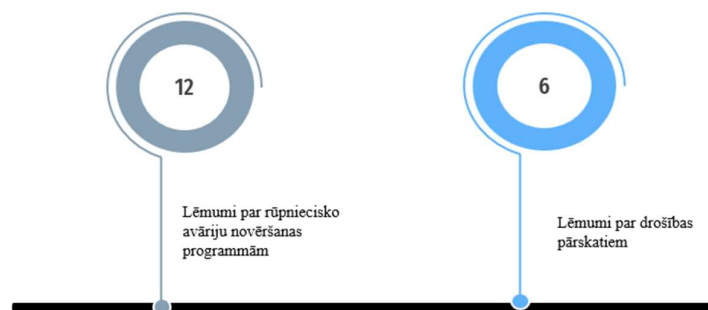 12
Lēmumi par rūpniecisko
avāriju novēršanas
programmām
6
Lēmumi par drošības
pārskatiem